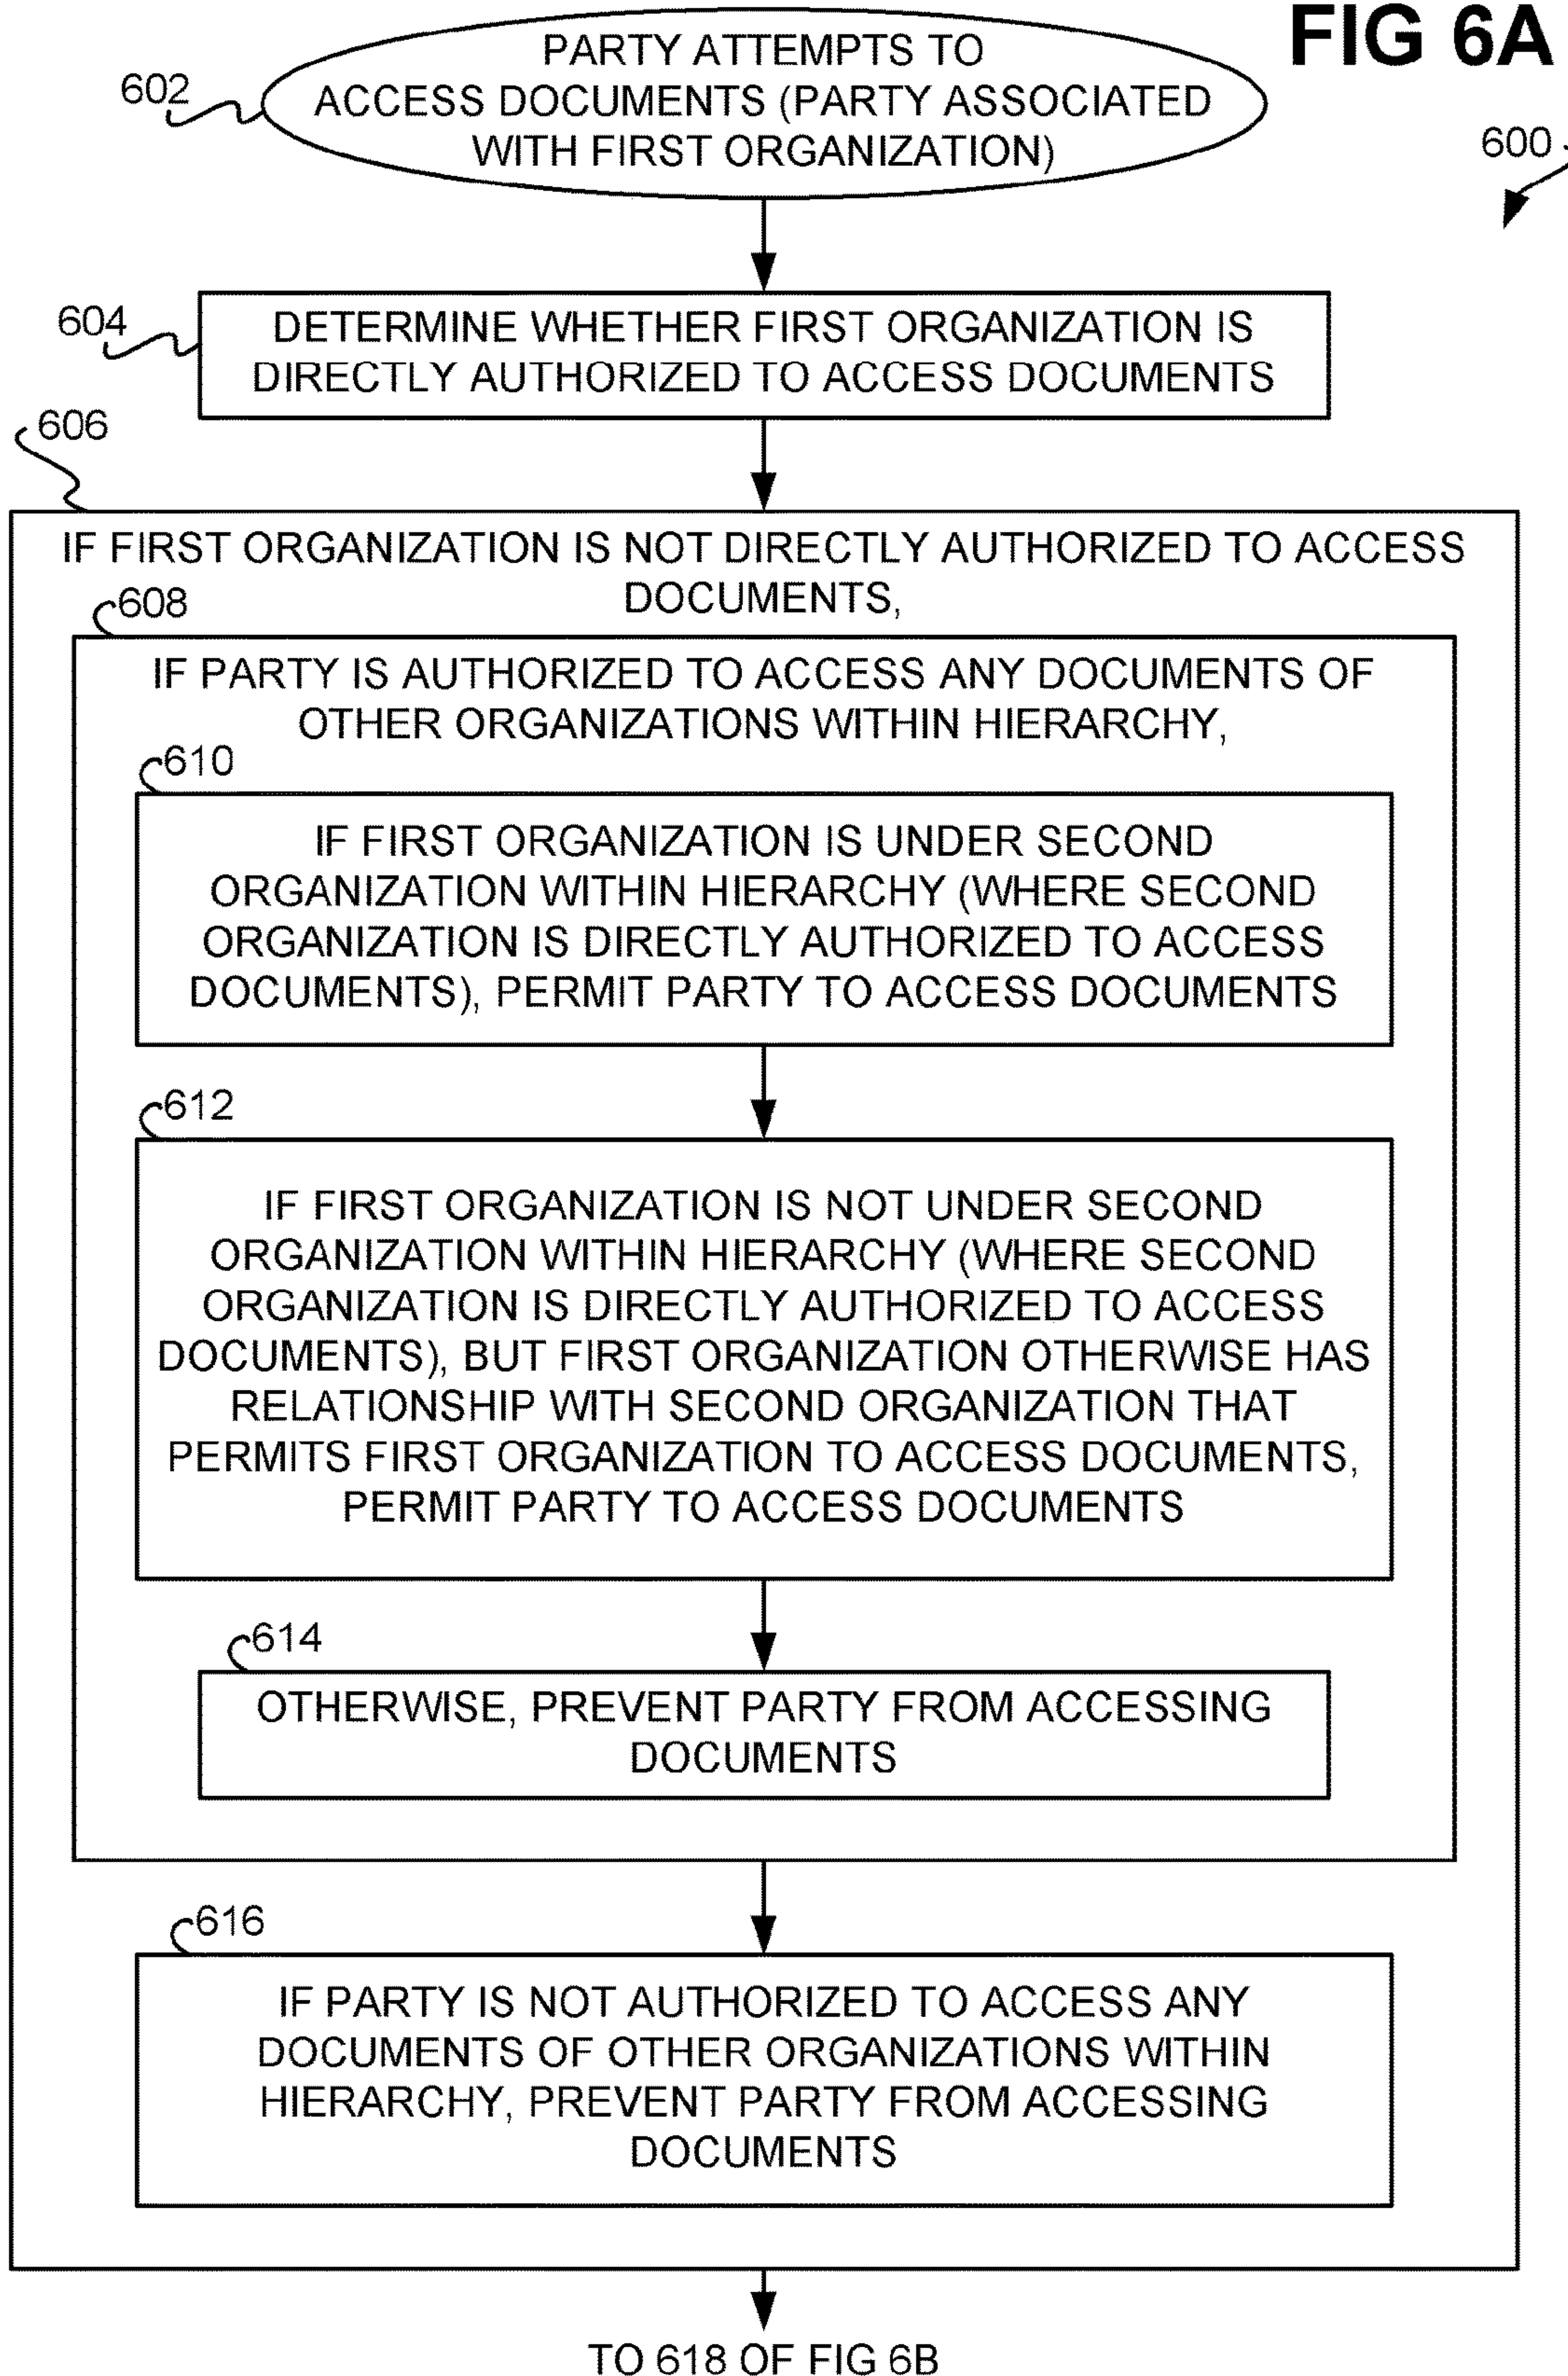 FIG 6A
PARTY ATTEMPTS TO
ACCESS DOCUMENTS (PARTY ASSOCIATED
WITH FIRST ORGANIZATION)
602
600
604
DETERMINE WHETHER FIRST ORGANIZATION IS
DIRECTLY AUTHORIZED TO ACCESS DOCUMENTS
606
IF FIRST ORGANIZATION IS NOT DIRECTLY AUTHORIZED TO ACCESS
DOCUMENTS,
608
IF PARTY IS AUTHORIZED TO ACCESS ANY DOCUMENTS OF
OTHER ORGANIZATIONS WITHIN HIERARCHY,
610
IF FIRST ORGANIZATION IS UNDER SECOND
ORGANIZATION WITHIN HIERARCHY (WHERE SECOND
ORGANIZATION IS DIRECTLY AUTHORIZED TO ACCESS
DOCUMENTS), PERMIT PARTY TO ACCESS DOCUMENTS
612
IF FIRST ORGANIZATION IS NOT UNDER SECOND
ORGANIZATION WITHIN HIERARCHY (WHERE SECOND
ORGANIZATION IS DIRECTLY AUTHORIZED TO ACCESS
DOCUMENTS), BUT FIRST ORGANIZATION OTHERWISE HAS
RELATIONSHIP WITH SECOND ORGANIZATION THAT
PERMITS FIRST ORGANIZATION TO ACCESS DOCUMENTS,
PERMIT PARTY TO ACCESS DOCUMENTS
614
OTHERWISE, PREVENT PARTY FROM ACCESSING
DOCUMENTS
616
IF PARTY IS NOT AUTHORIZED TO ACCESS ANY
DOCUMENTS OF OTHER ORGANIZATIONS WITHIN
HIERARCHY, PREVENT PARTY FROM ACCESSING
DOCUMENTS
TO 618 OF FIG 6B